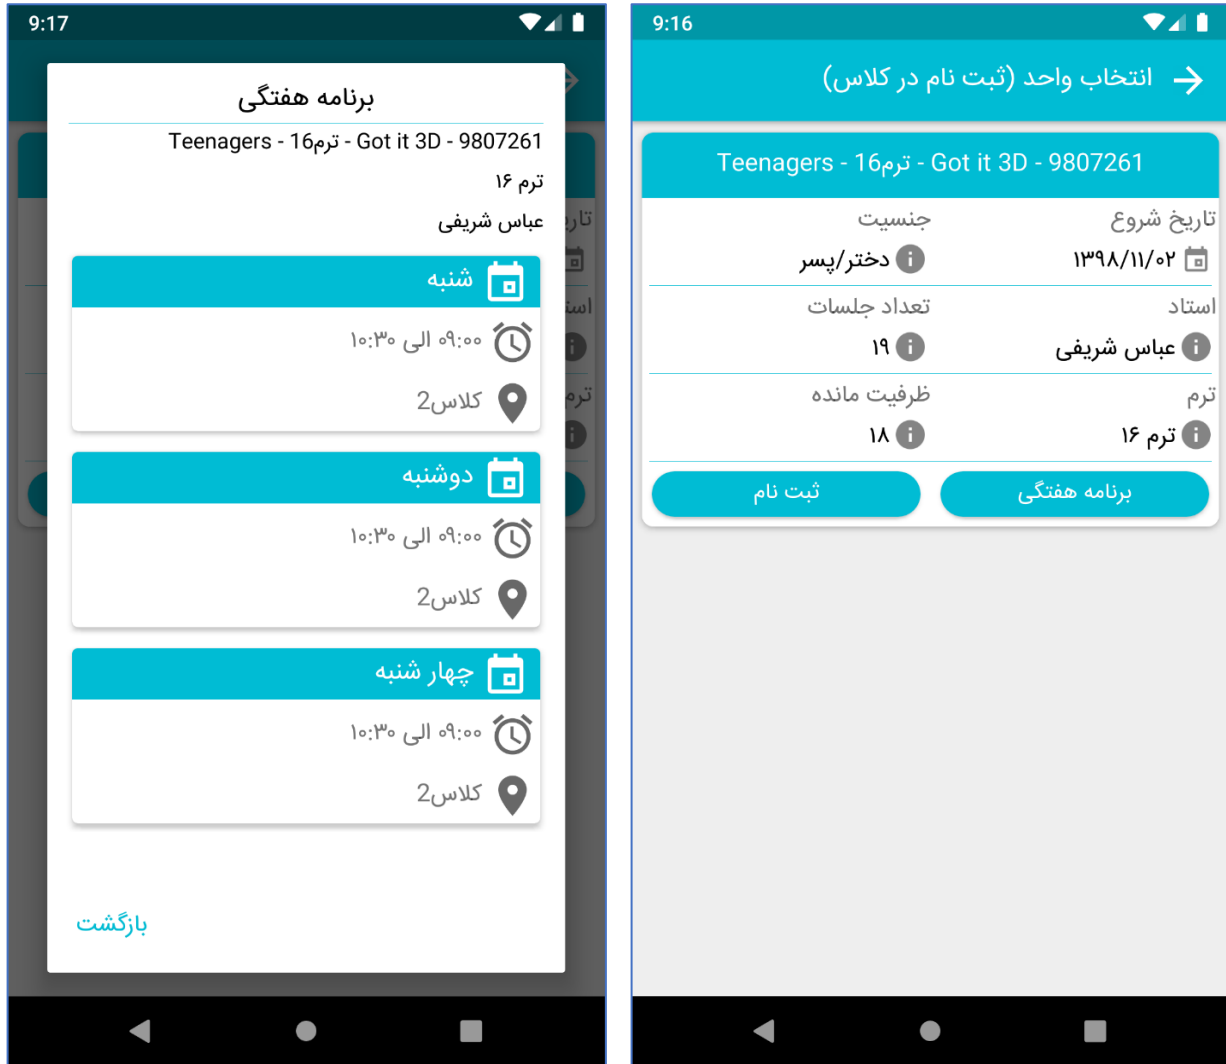 9:17
برنامه هفتگی
Teenagers - ترم16 - Got it 3D - 9807261
ترم ۱۶
عباس شریفی
شنبه
۰۹:۰۰ الی ۱۰:۳۰
کلاس2
دوشنبه
۰۹:۰۰ الی ۱۰:۳۰
کلاس2
چهار شنبه
۰۹:۰۰ الی ۱۰:۳۰
کلاس2
بازگشت
9:16
انتخاب واحد (ثبت نام در کلاس)
Teenagers - ترم16 - Got it 3D - 9807261
تاریخ شروع
۱۳۹۸/۱۱/۰۲
جنسیت
دختر/پسر
استاد
عباس شریفی
تعداد جلسات
۱۹
ترم
ترم ۱۶
ظرفیت مانده
۱۸
برنامه هفتگی
ثبت نام